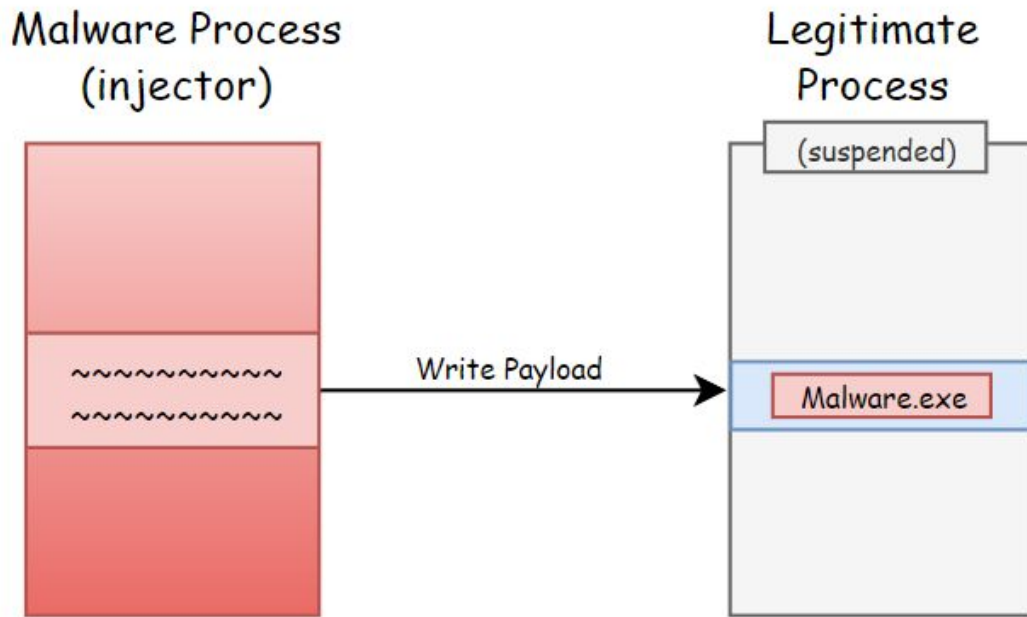 Malware Process
(injector)
Legitimate
Process
(suspended)
~~~~~~~~~~
~~~~~~~~~~
Write Payload
Malware.exe